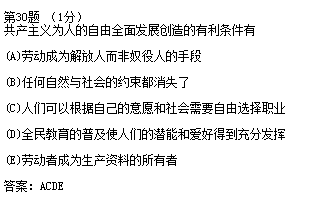 第30题 （1分）
共产主义为人的自由全面发展创造的有利条件有
(A)劳动成为解放人而非奴役人的手段
(B)任何自然与社会的约束都消失了
(C)人们可以根据自己的意愿和社会需要自由选择职业
(D)全民教育的普及使人们的潜能和爱好得到充分发挥
(E)劳动者成为生产资料的所有者
答案：ACDE